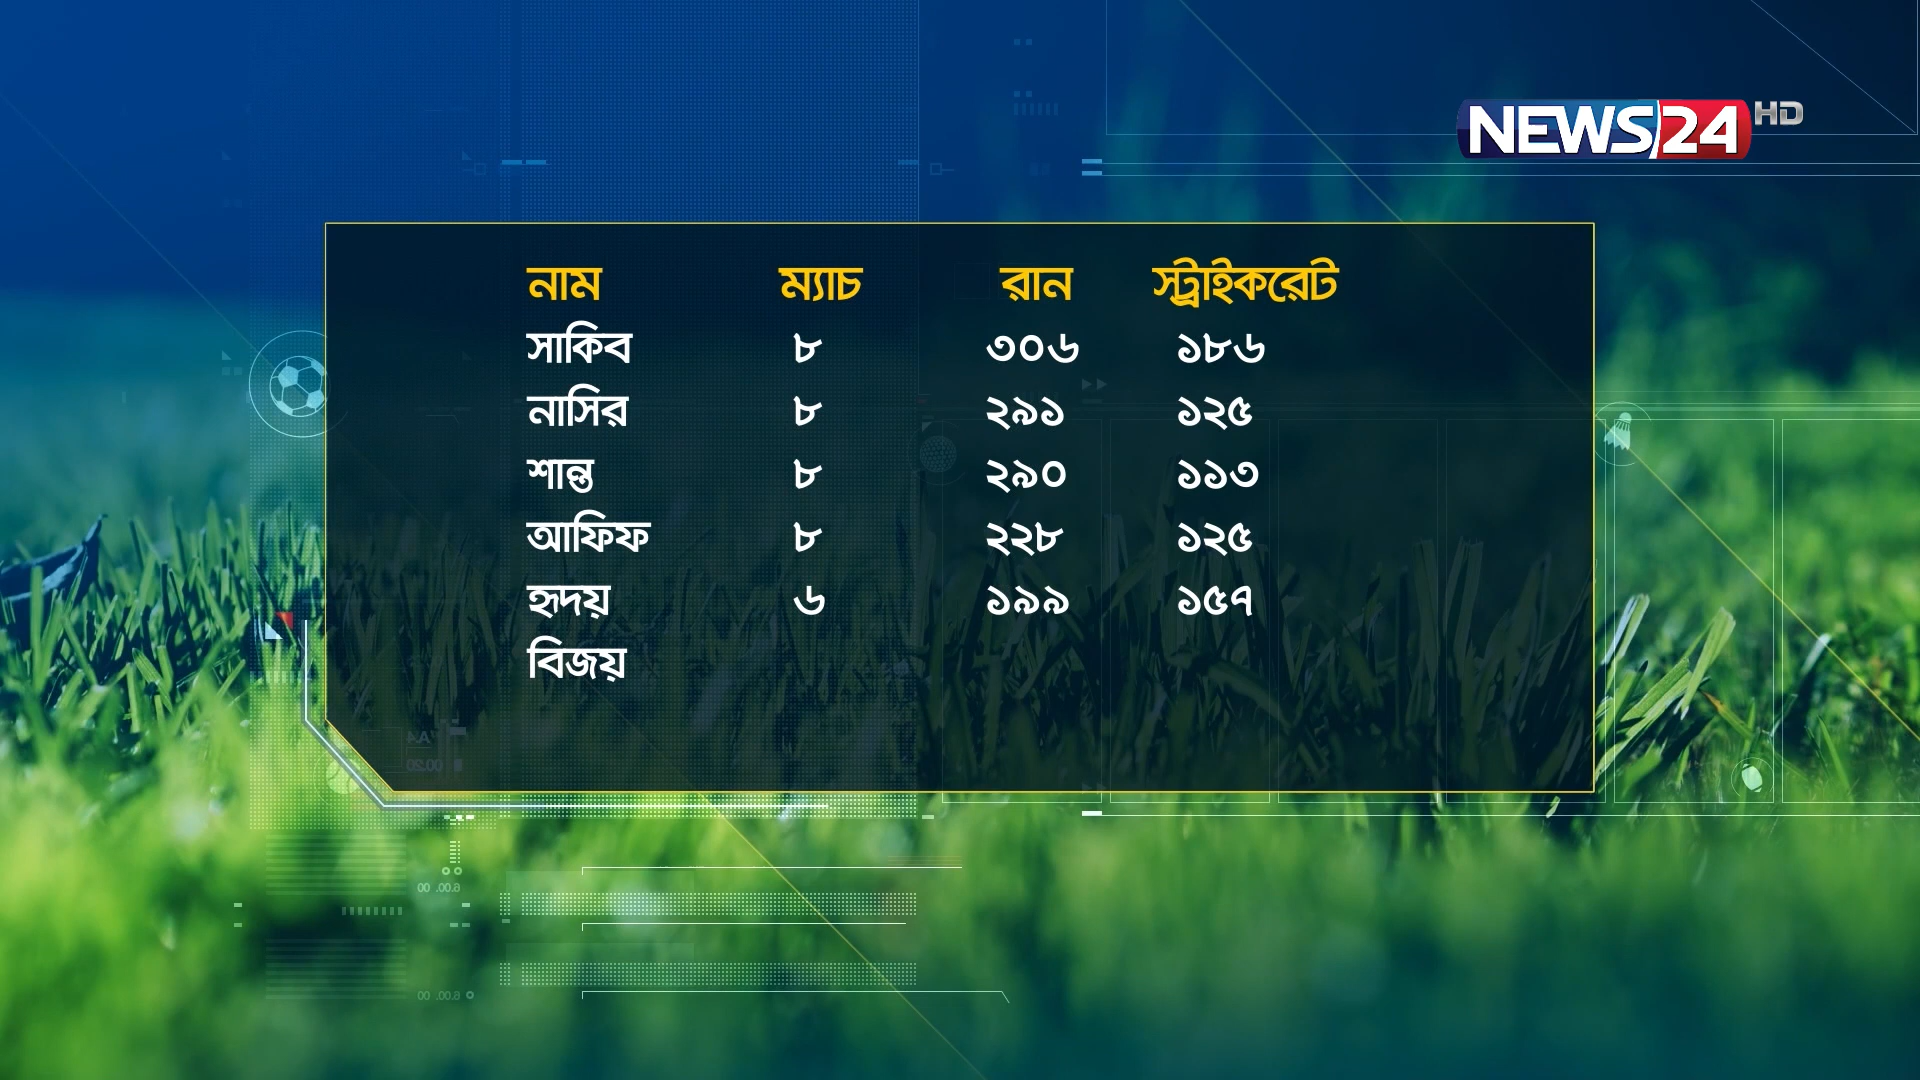 NEWS24 HD
নাম ম্যাচ রান স্ট্রাইকরেট
সাকিব ৮ ৩০৬ ১৮৬
নাসির ৮ ২৯১ ১২৫
শান্ত ৮ ২৯০ ১১৩
আফিফ ৮ ২২৮ ১২৫
হৃদয় ৬ ১৯৯ ১৫৭
বিজয়